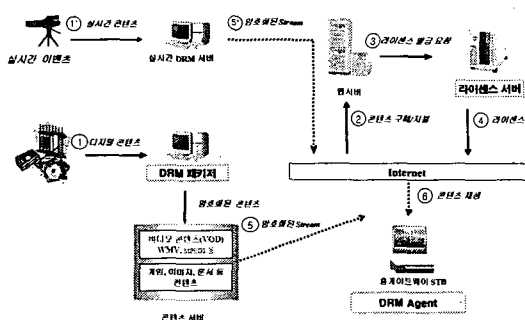 ①' 실시간 콘텐츠
실시간 이벤트
실시간 DRM 서버
⑤' 암호화된 Stream
웹서버
③ 라이센스 발급 요청
라이센스 서버
② 콘텐츠 구매/지불
④ 라이센스
① 디지털 콘텐츠
DRM 패키저
Internet
암호화된 콘텐츠
⑤ 암호화된 Stream
⑥ 콘텐츠 재생
비디오 콘텐츠(VOD)
WMV, MPEG 등
게임, 이미지, 문서 등
컨텐츠
콘텐츠 서버
홈게이트웨이 STB
DRM Agent